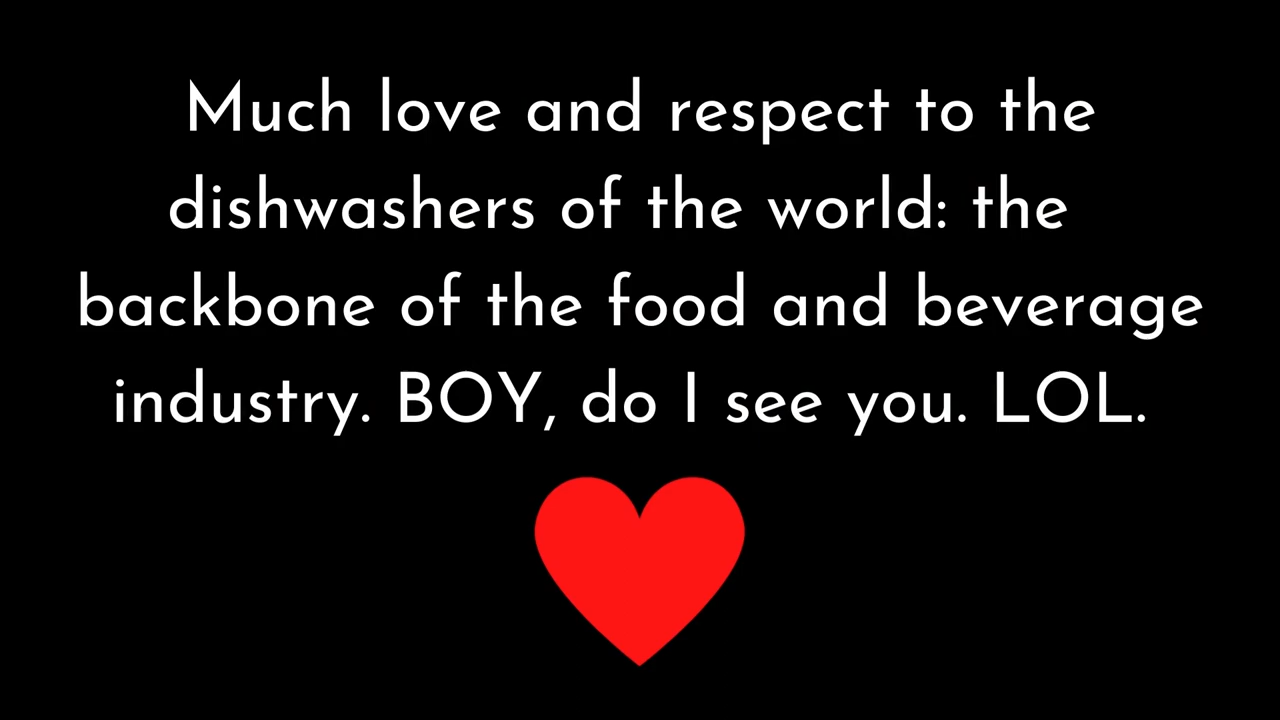 Much love and respect to the
dishwashers of the world: the
backbone of the food and beverage
industry. BOY, do I see you. LOL.